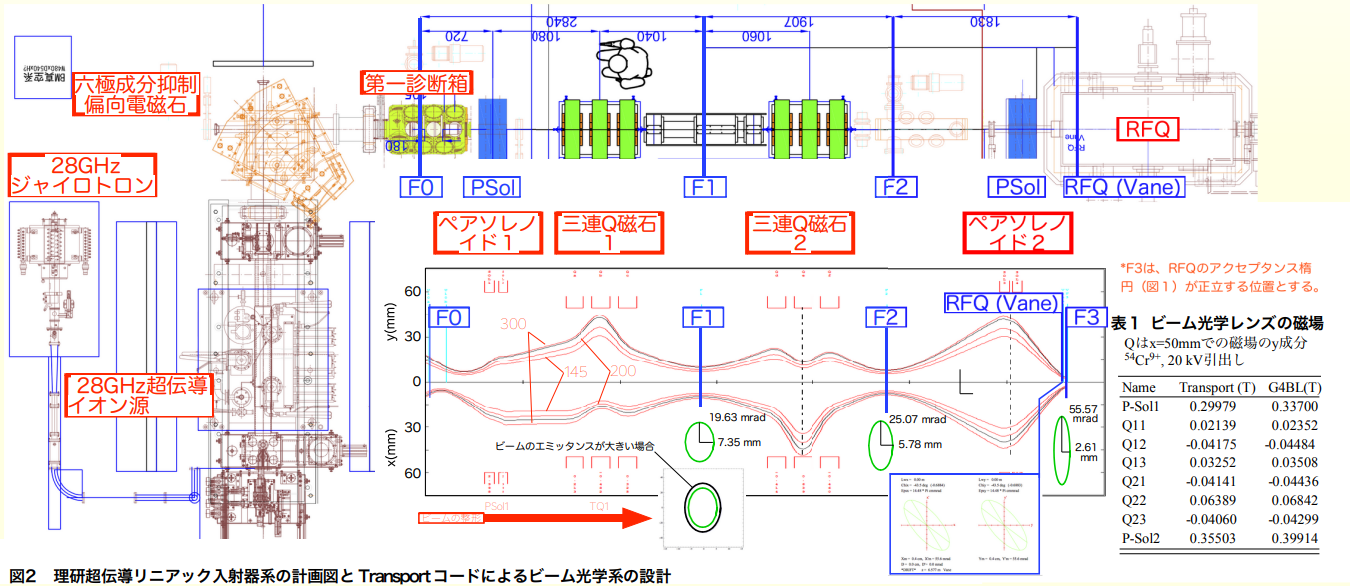 BM真空系
六極成分抑制
偏向電磁石
28GHz
ジャイロトロン
28GHz超伝導
イオン源
第一診断箱
2840
1907
1830
720
1080
1040
1060
180
Vane
RFQ
F0
PSol
F1
F2
PSol
RFQ (Vane)
ペアソレノ
イド1
三連Q磁石
1
三連Q磁石
2
ペアソレノ
イド2
y(mm)
x(mm)
60
30
0
30
60
F0
F1
F2
RFQ (Vane)
F3
300
145
200
19.63 mrad
7.35 mm
25.07 mrad
5.78 mm
55.57
mrad
2.61
mm
ビームのエミッタンスが大きい場合
PSol1
TQ1
ビームの整形
*F3は、RFQのアクセプタンス楕
円（図１）が正立する位置とする。
表１ ビーム光学レンズの磁場
Qはx=50mmでの磁場のy成分
54Cr9+, 20 kV引出し
Name Transport (T) G4BL(T)
P-Sol1 0.29979 0.33700
Q11 0.02139 0.02352
Q12 -0.04175 -0.04484
Q13 0.03252 0.03508
Q21 -0.04141 -0.04436
Q22 0.06389 0.06842
Q23 -0.04060 -0.04299
P-Sol2 0.35503 0.39914
図2 理研超伝導リニアック入射器系の計画図とTransportコードによるビーム光学系の設計